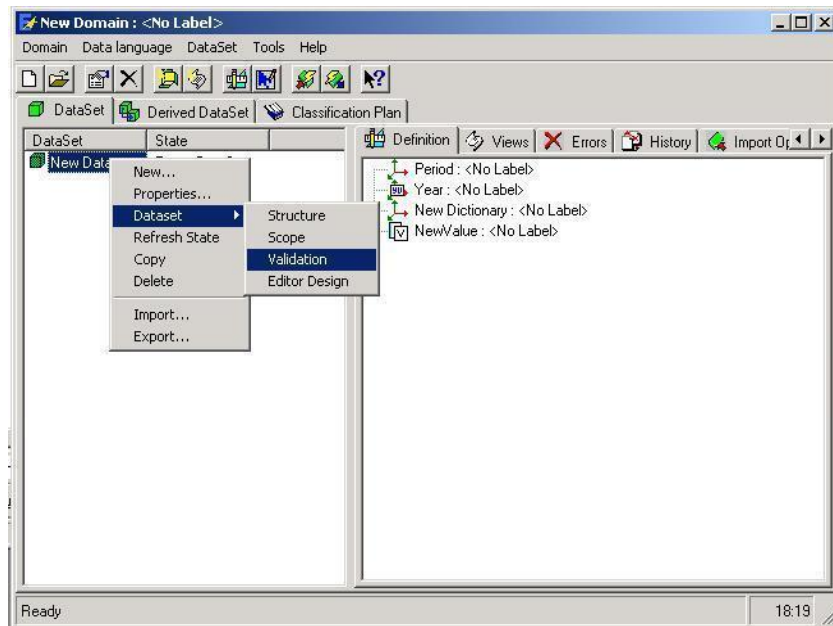 New Domain : <No Label>
Domain Data language DataSet Tools Help
DataSet Derived DataSet Classification Plan
DataSet State
Definition Views Errors History Import
New Data
New...
Properties...
Dataset
Refresh State
Copy
Delete
Import...
Export...
Structure
Scope
Validation
Editor Design
Period : <No Label>
Year : <No Label>
New Dictionary : <No Label>
NewValue : <No Label>
Ready 18:19